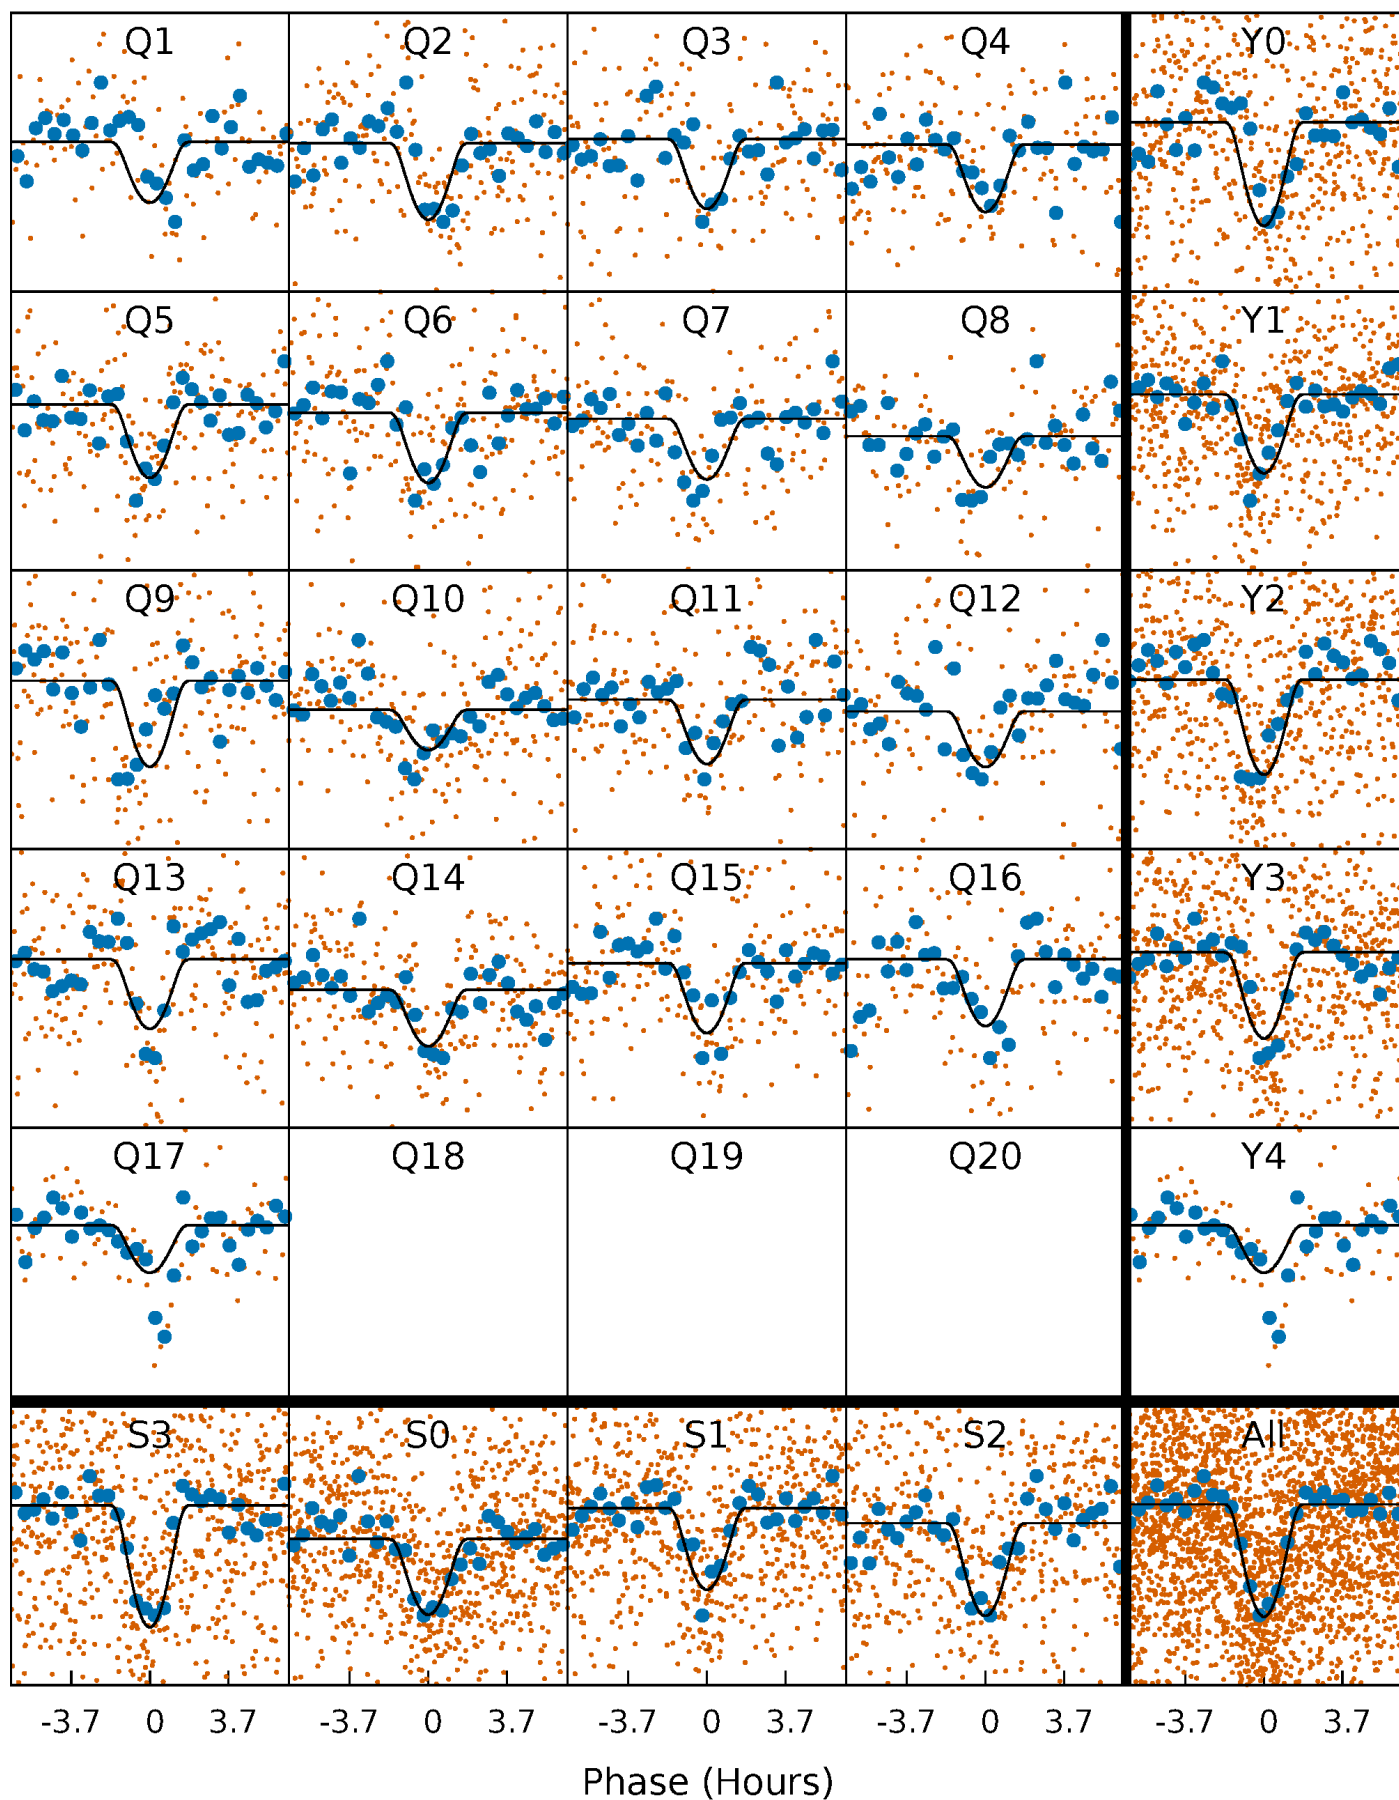 Q1 Q2 Q3 Q4 Y0
Q5 Q6 Q7 Q8 Y1
Q9 Q10 Q11 Q12 Y2
Q13 Q14 Q15 Q16 Y3
Q17 Q18 Q19 Q20 Y4
S3 S0 S1 S2 All
-3.7 0 3.7 -3.7 0 3.7 -3.7 0 3.7 -3.7 0 3.7 -3.7 0 3.7
Phase (Hours)